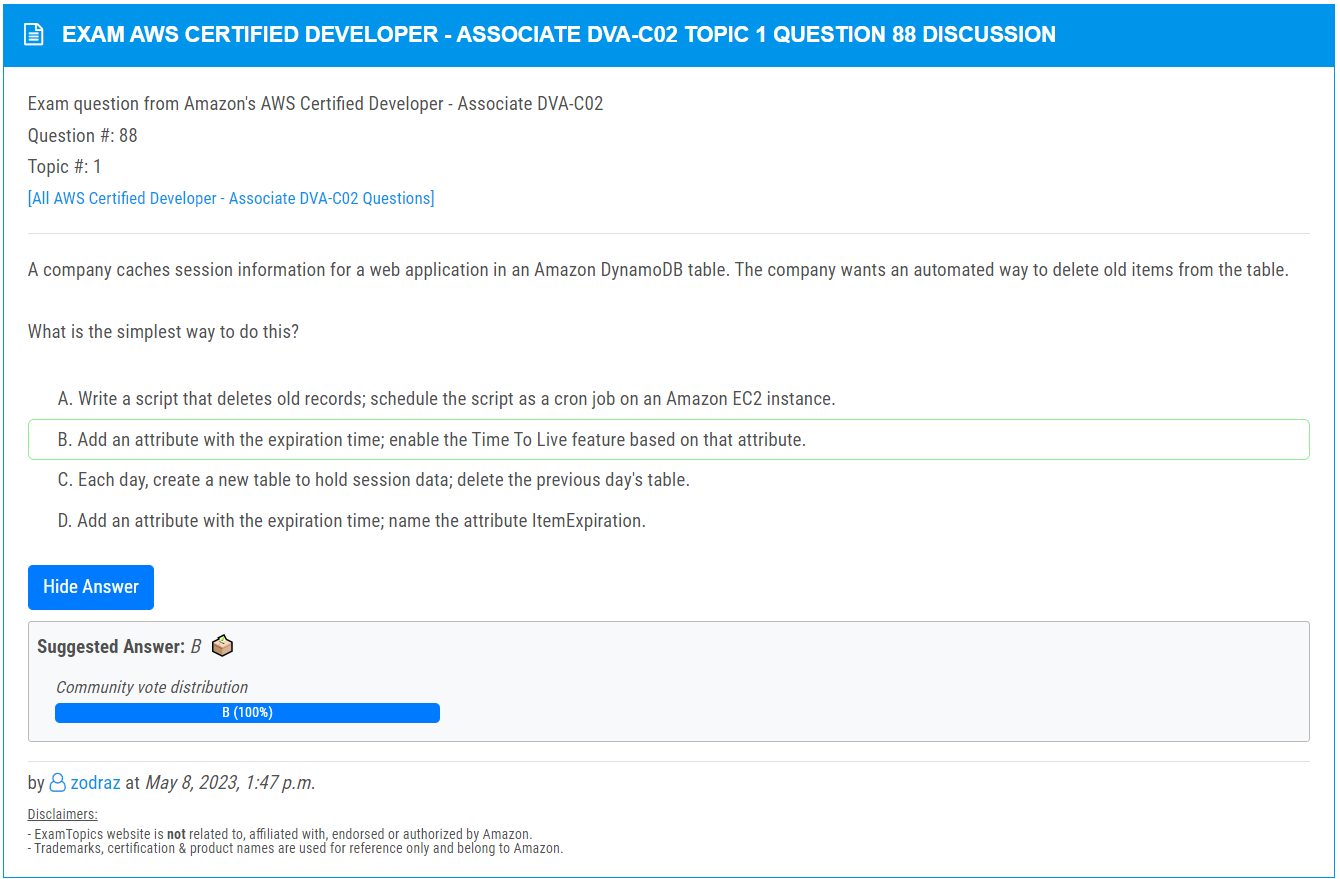 EXAM AWS CERTIFIED DEVELOPER - ASSOCIATE DVA-C02 TOPIC 1 QUESTION 88 DISCUSSION
Exam question from Amazon's AWS Certified Developer - Associate DVA-C02
Question #: 88
Topic #: 1
[All AWS Certified Developer - Associate DVA-C02 Questions]
A company caches session information for a web application in an Amazon DynamoDB table. The company wants an automated way to delete old items from the table.
What is the simplest way to do this?
A. Write a script that deletes old records; schedule the script as a cron job on an Amazon EC2 instance.
B. Add an attribute with the expiration time; enable the Time To Live feature based on that attribute.
C. Each day, create a new table to hold session data; delete the previous day's table.
D. Add an attribute with the expiration time; name the attribute ItemExpiration.
Hide Answer
Suggested Answer: B
Community vote distribution
B (100%)
by zodraz at May 8, 2023, 1:47 p.m.
Disclaimers:
- ExamTopics website is not related to, affiliated with, endorsed or authorized by Amazon.
- Trademarks, certification & product names are used for reference only and belong to Amazon.